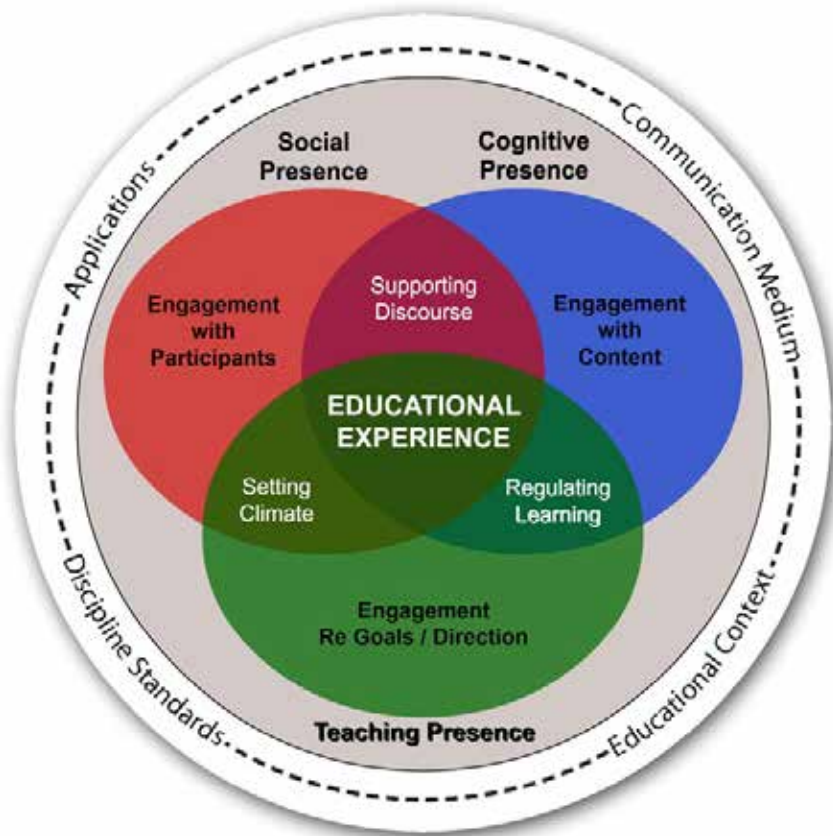 Social
Presence
Cognitive
Presence
Applications
Communication Medium
Engagement
with
Participants
Supporting
Discourse
Engagement
with
Content
EDUCATIONAL
EXPERIENCE
Setting
Climate
Regulating
Learning
Engagement
Re Goals / Direction
Teaching Presence
Discipline Standards
Educational Context